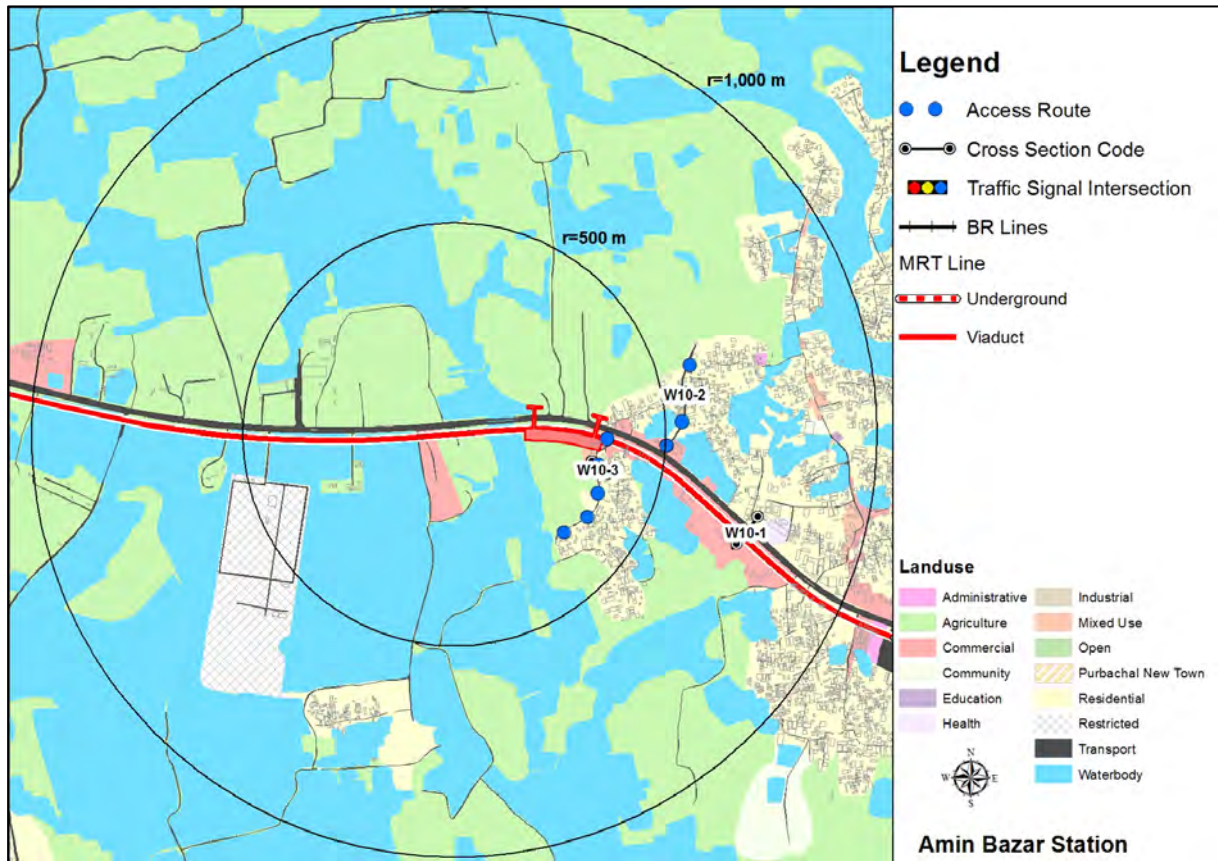 r=1,000 m
r=500 m
W10-2
W10-3
W10-1
Legend
Access Route
Cross Section Code
Traffic Signal Intersection
BR Lines
MRT Line
Underground
Viaduct
Landuse
Administrative
Agriculture
Commercial
Community
Education
Health
Industrial
Mixed Use
Open
Purbachal New Town
Residential
Restricted
Transport
Waterbody
N
W E
S
Amin Bazar Station